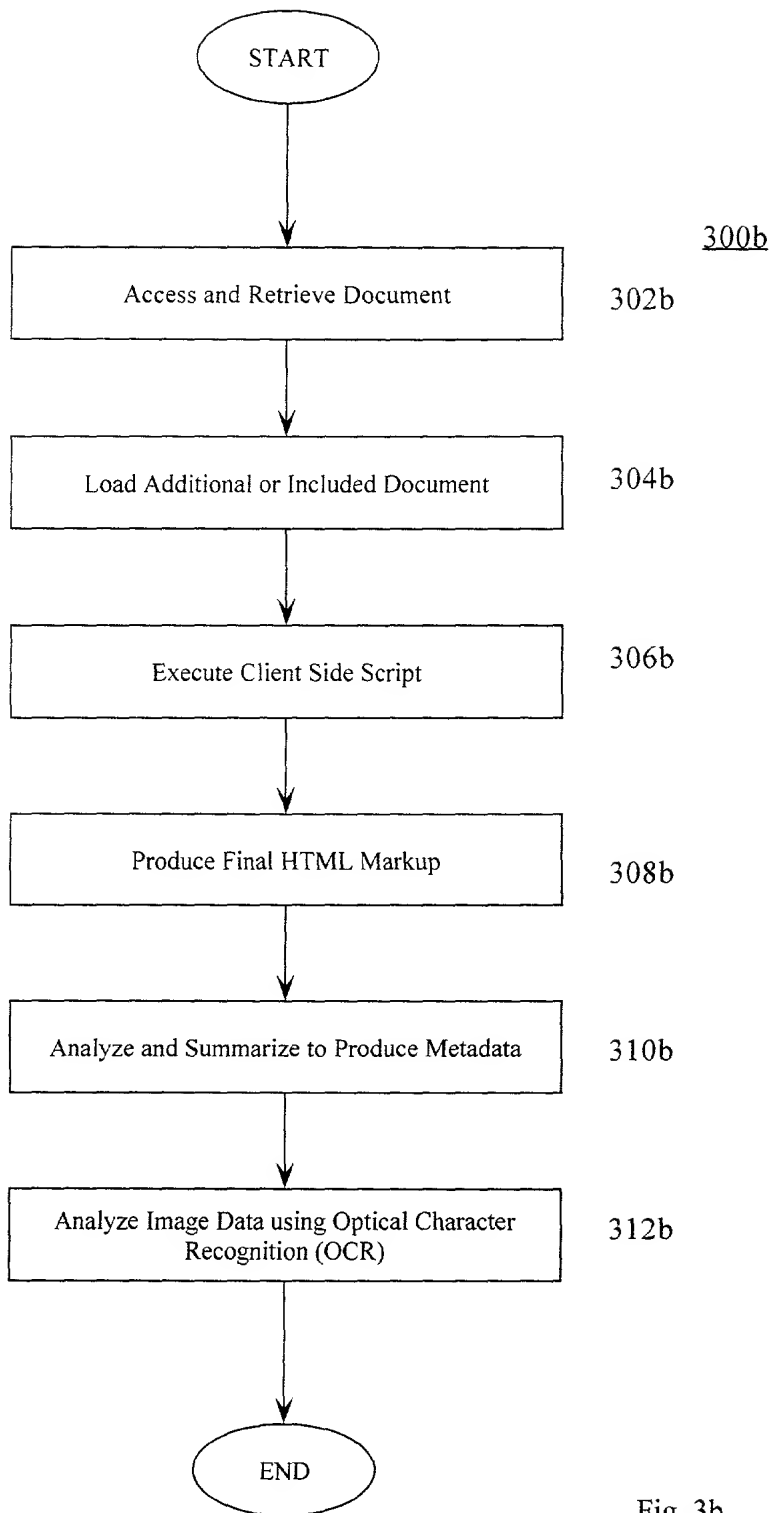 START
300b
Access and Retrieve Document
302b
Load Additional or Included Document
304b
Execute Client Side Script
306b
Produce Final HTML Markup
308b
Analyze and Summarize to Produce Metadata
310b
Analyze Image Data using Optical Character
Recognition (OCR)
312b
END
Fig. 3b